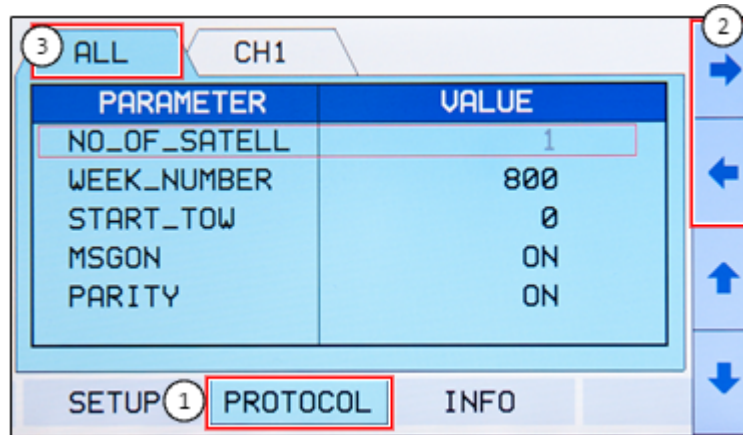 3 ALL CH1 2
PARAMETER VALUE
NO_OF_SATELL 1
WEEK_NUMBER 800
START_TOW 0
MSGON ON
PARITY ON
SETUP 1 PROTOCOL INFO